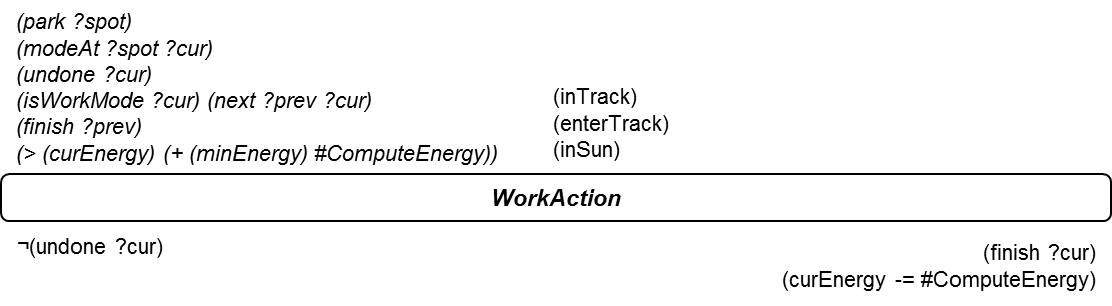 (park ?spot)
(modeAt ?spot ?cur)
(undone ?cur)
(isWorkMode ?cur) (next ?prev ?cur)
(finish ?prev)
(> (curEnergy) (+ (minEnergy) #ComputeEnergy))
(inTrack)
(enterTrack)
(inSun)
WorkAction
¬(undone ?cur)
(finish ?cur)
(curEnergy -= #ComputeEnergy)